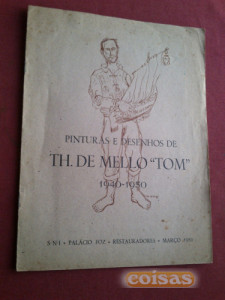 PINTURAS E DESENHOS DE
TH. DE MELLO "TOM"
1940-1950
S N I • PALÁCIO FOZ • RESTAURADORES • MARÇO
coisas